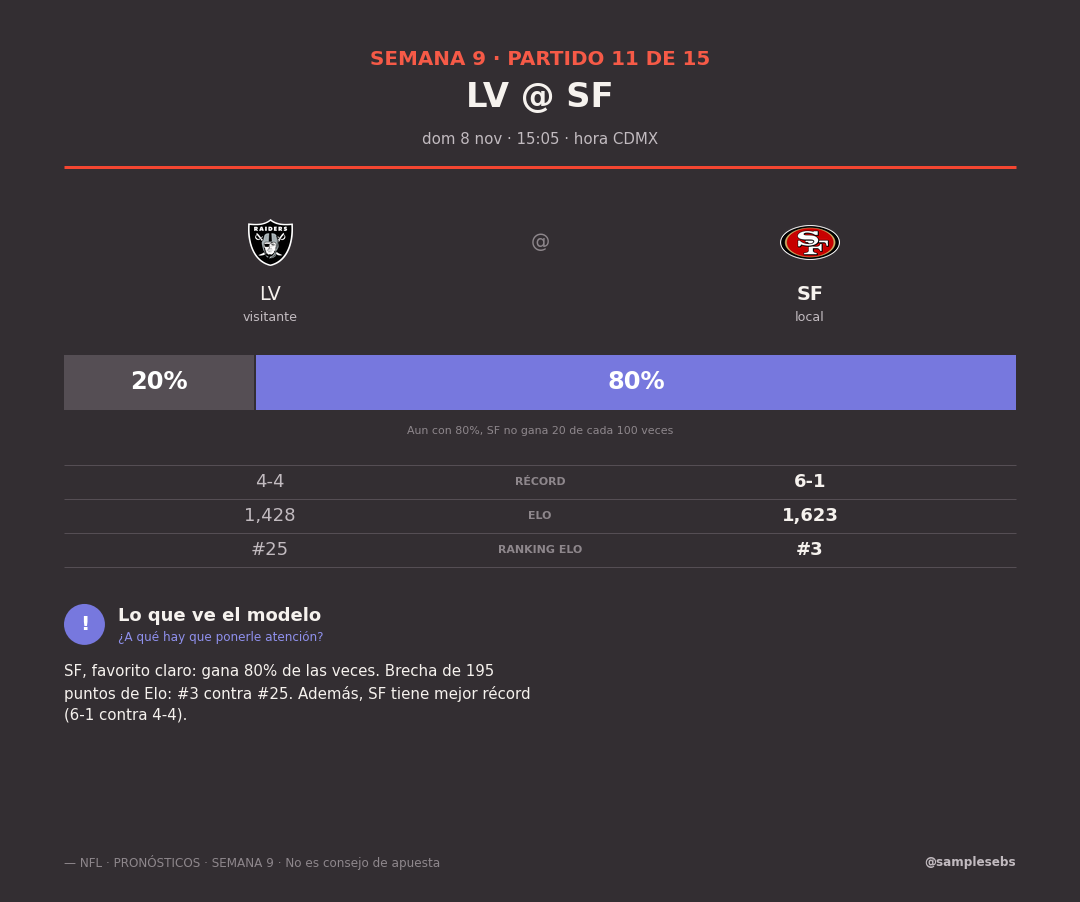 SEMANA 9 · PARTIDO 11 DE 15
LV @ SF
dom 8 nov · 15:05 · hora CDMX
RAIDERS
@
SF
LV
SF
visitante
local
20%
80%
Aun con 80%, SF no gana 20 de cada 100 veces
4-4
RÉCORD
6-1
1,428
ELO
1,623
#25
RANKING ELO
#3
!
Lo que ve el modelo
¿A qué hay que ponerle atención?
SF, favorito claro: gana 80% de las veces. Brecha de 195
puntos de Elo: #3 contra #25. Además, SF tiene mejor récord
(6-1 contra 4-4).
— NFL · PRONÓSTICOS · SEMANA 9 · No es consejo de apuesta
@samplesebs